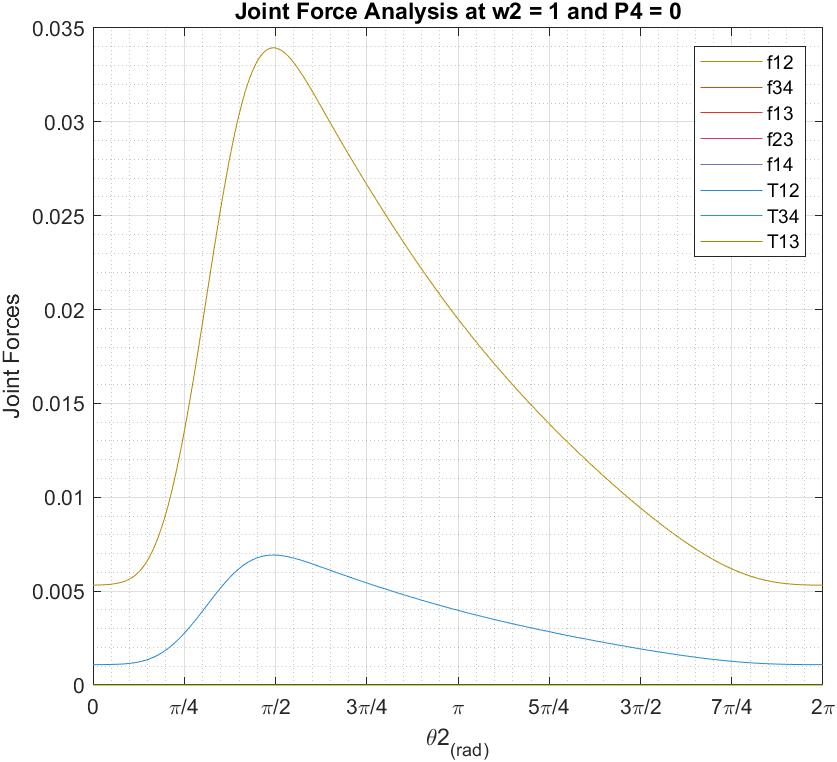 Joint Force Analysis at w2 = 1 and P4 = 0
0.035
0.03
0.025
0.02
0.015
0.01
0.005
0
Joint Forces
f12
f34
f13
f23
f14
T12
T34
T13
0 π/4 π/2 3π/4 π 5π/4 3π/2 7π/4 2π
θ2(rad)